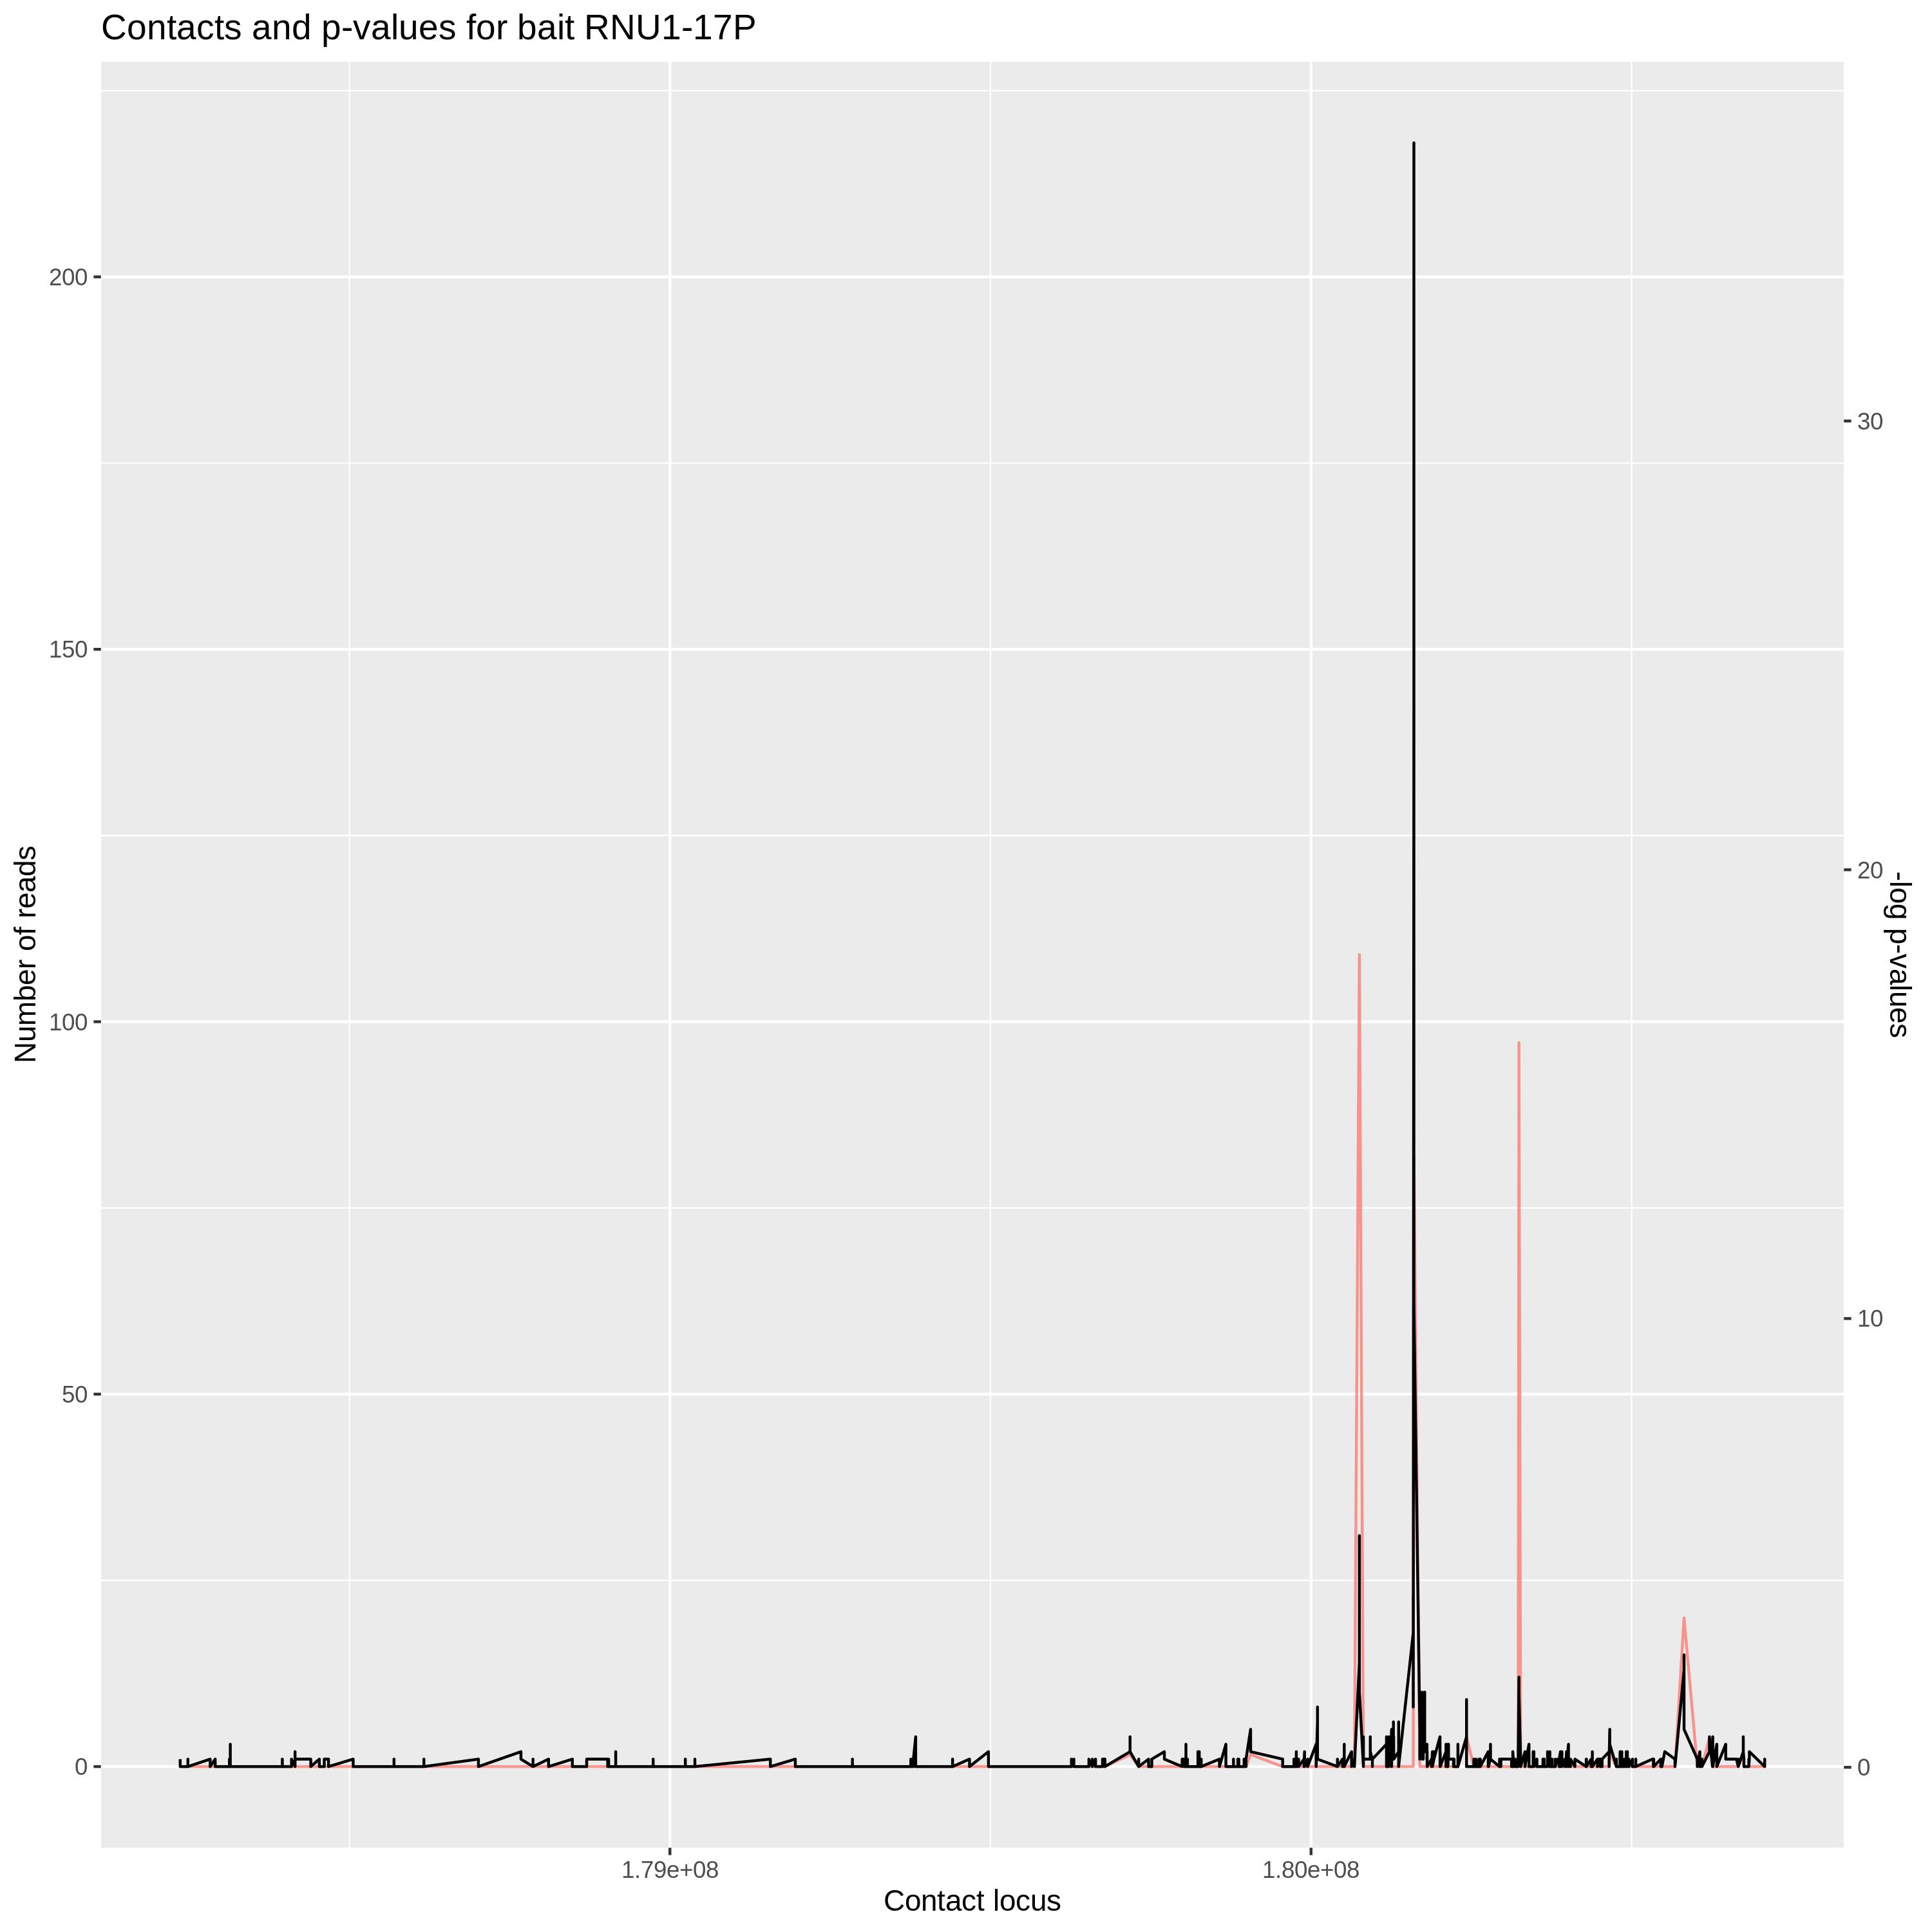 Contacts and p-values for bait RNU1-17P
200
150
100
50
0
30
20
10
0
Number of reads
-log p-values
1.79e+08
1.80e+08
Contact locus